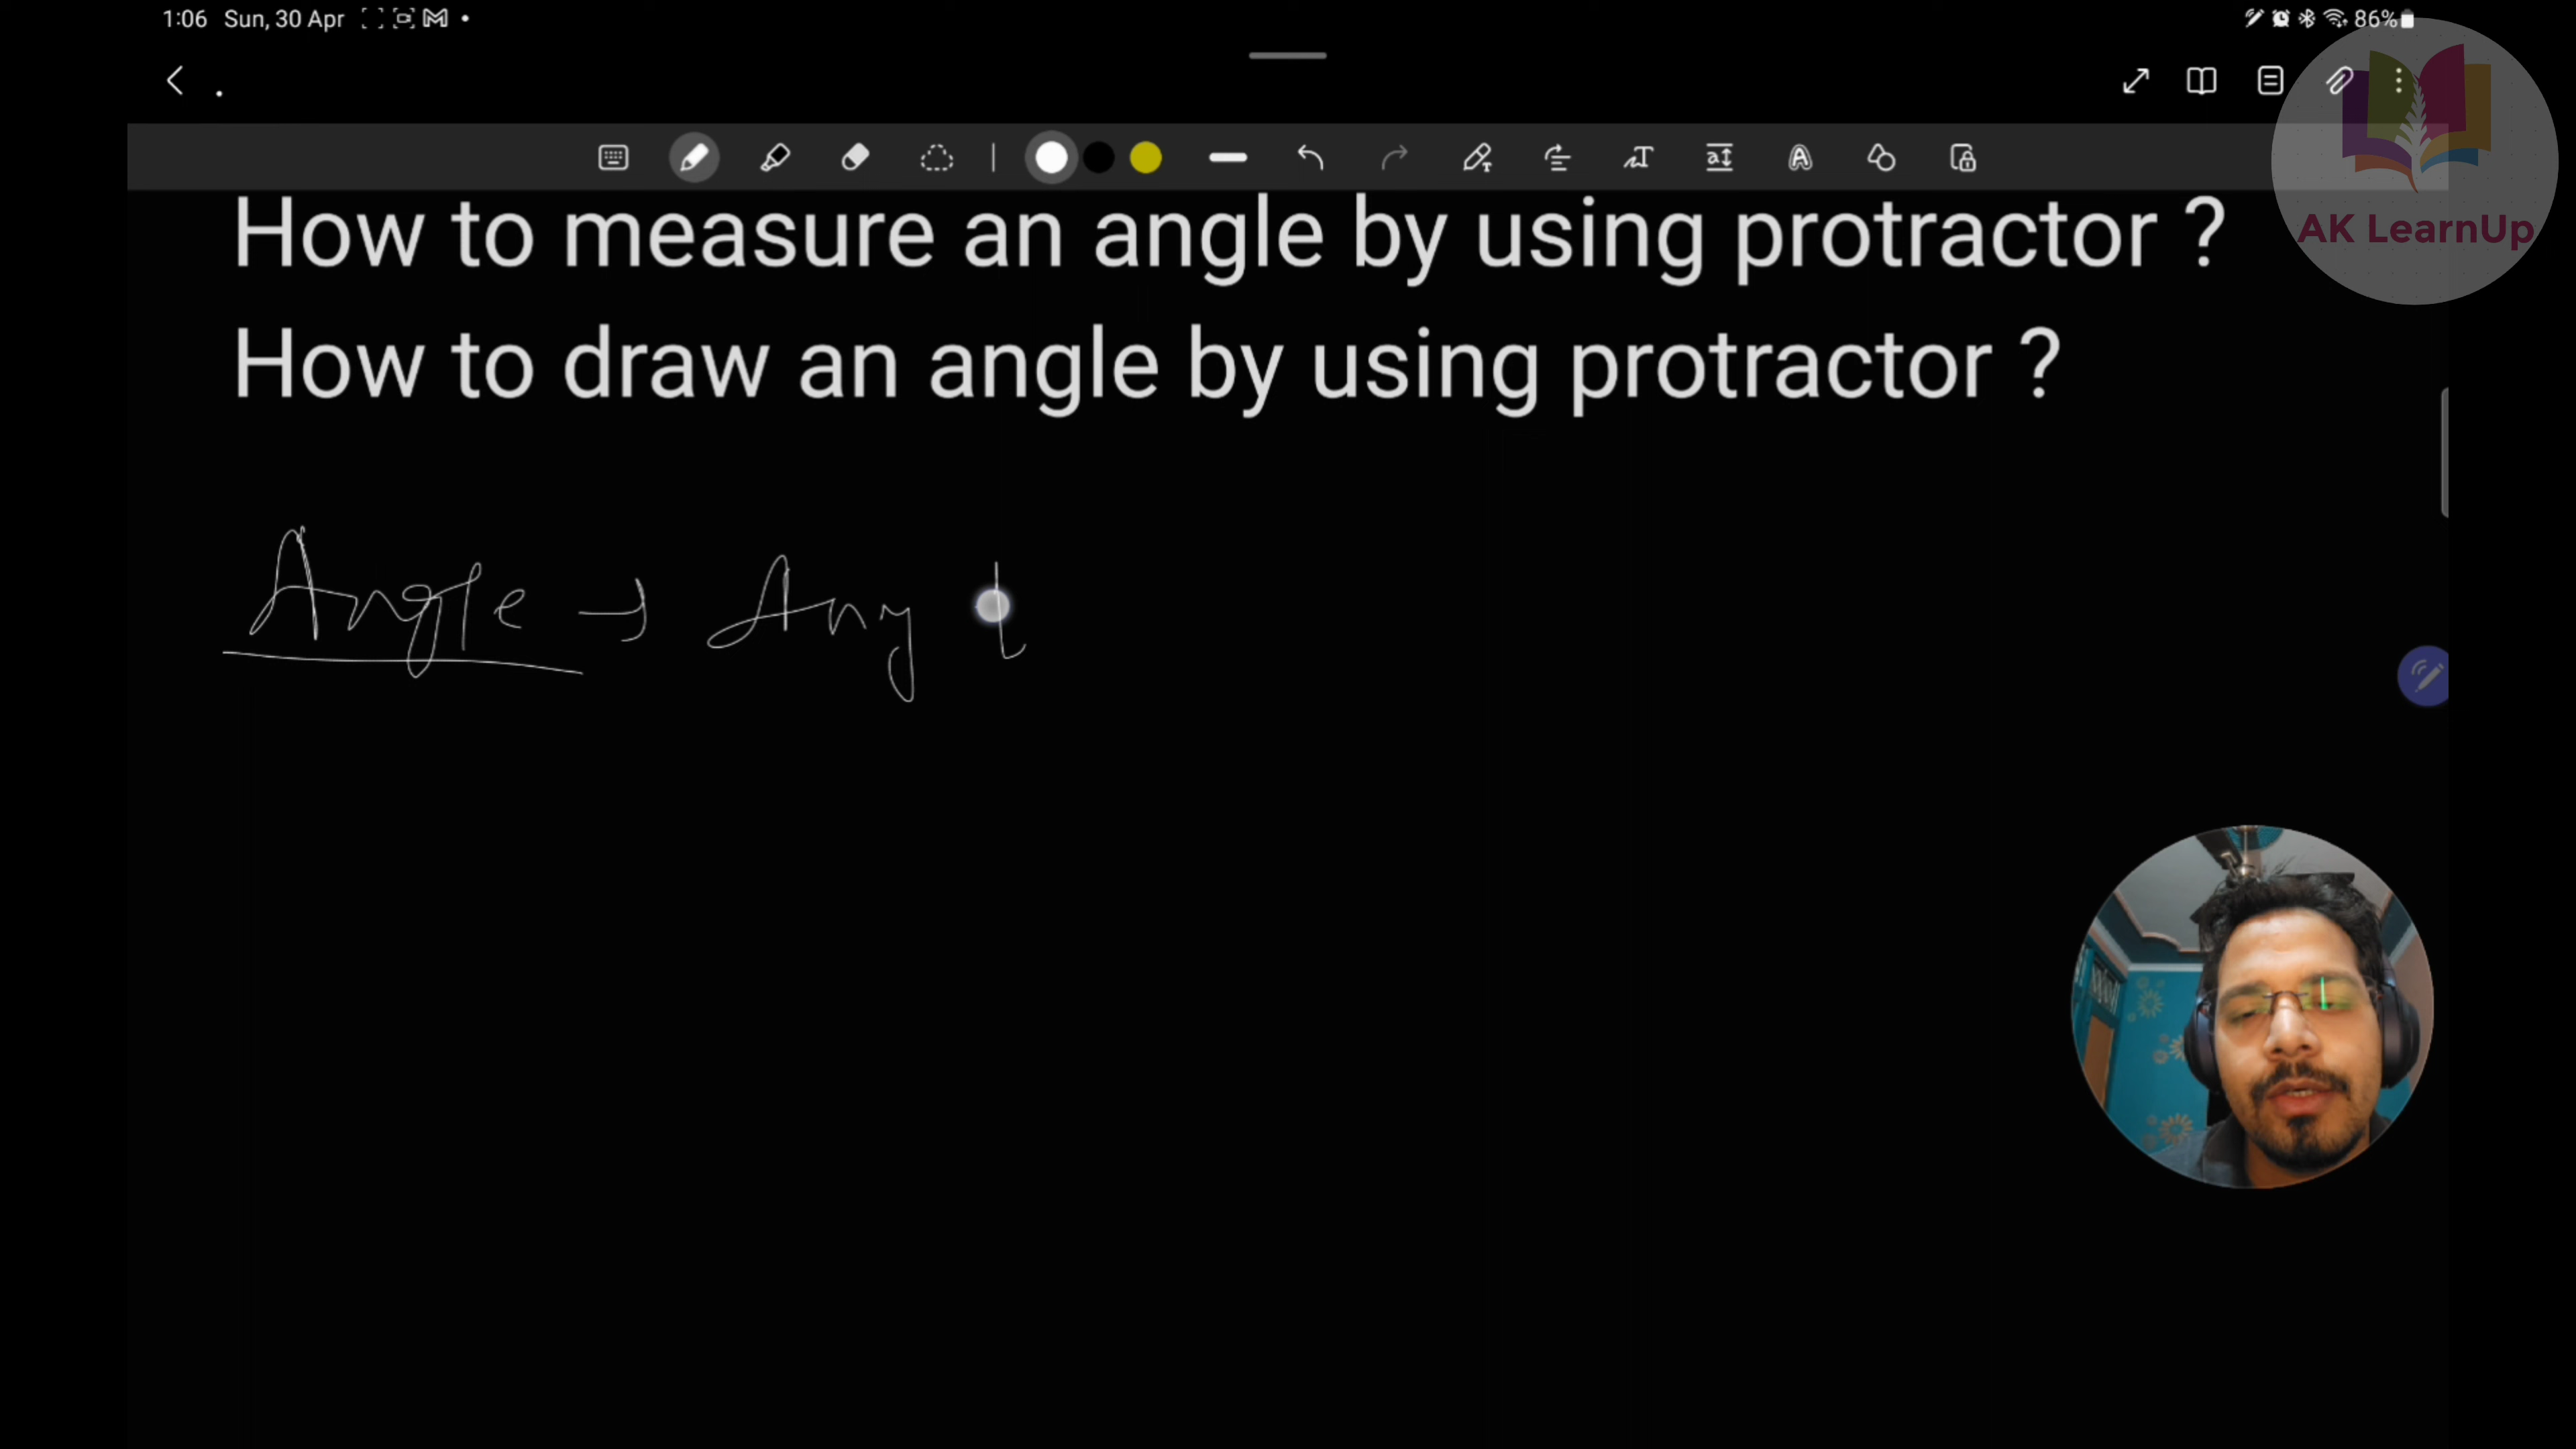 1:06 Sun, 30 Apr
86%
.
AK LearnUp
How to measure an angle by using protractor ?
How to draw an angle by using protractor ?
Angle → Any t